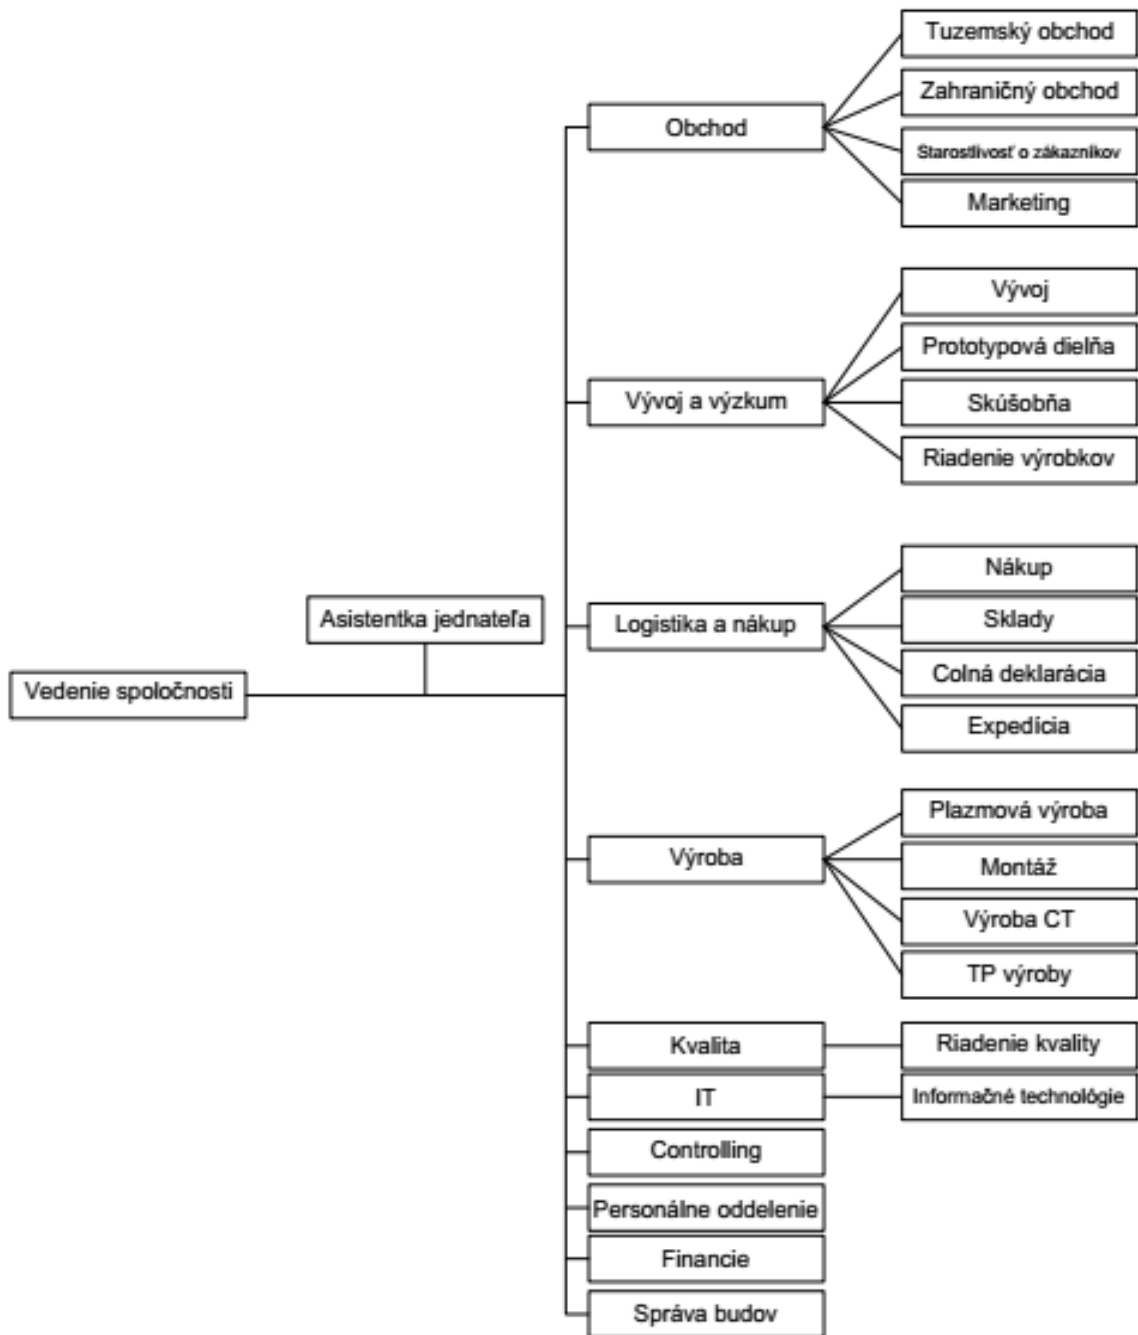 Vedenie spoločnosti
Asistentka jednateľa
Obchod
Tuzemský obchod
Zahraničný obchod
Starostlivosť o zákazníkov
Marketing
Vývoj a výzkum
Vývoj
Prototypová dielňa
Skúšobňa
Riadenie výrobkov
Logistika a nákup
Nákup
Sklady
Colná deklarácia
Expedícia
Výroba
Plazmová výroba
Montáž
Výroba CT
TP výroby
Kvalita
Riadenie kvality
IT
Informačné technológie
Controlling
Personálne oddelenie
Financie
Správa budov